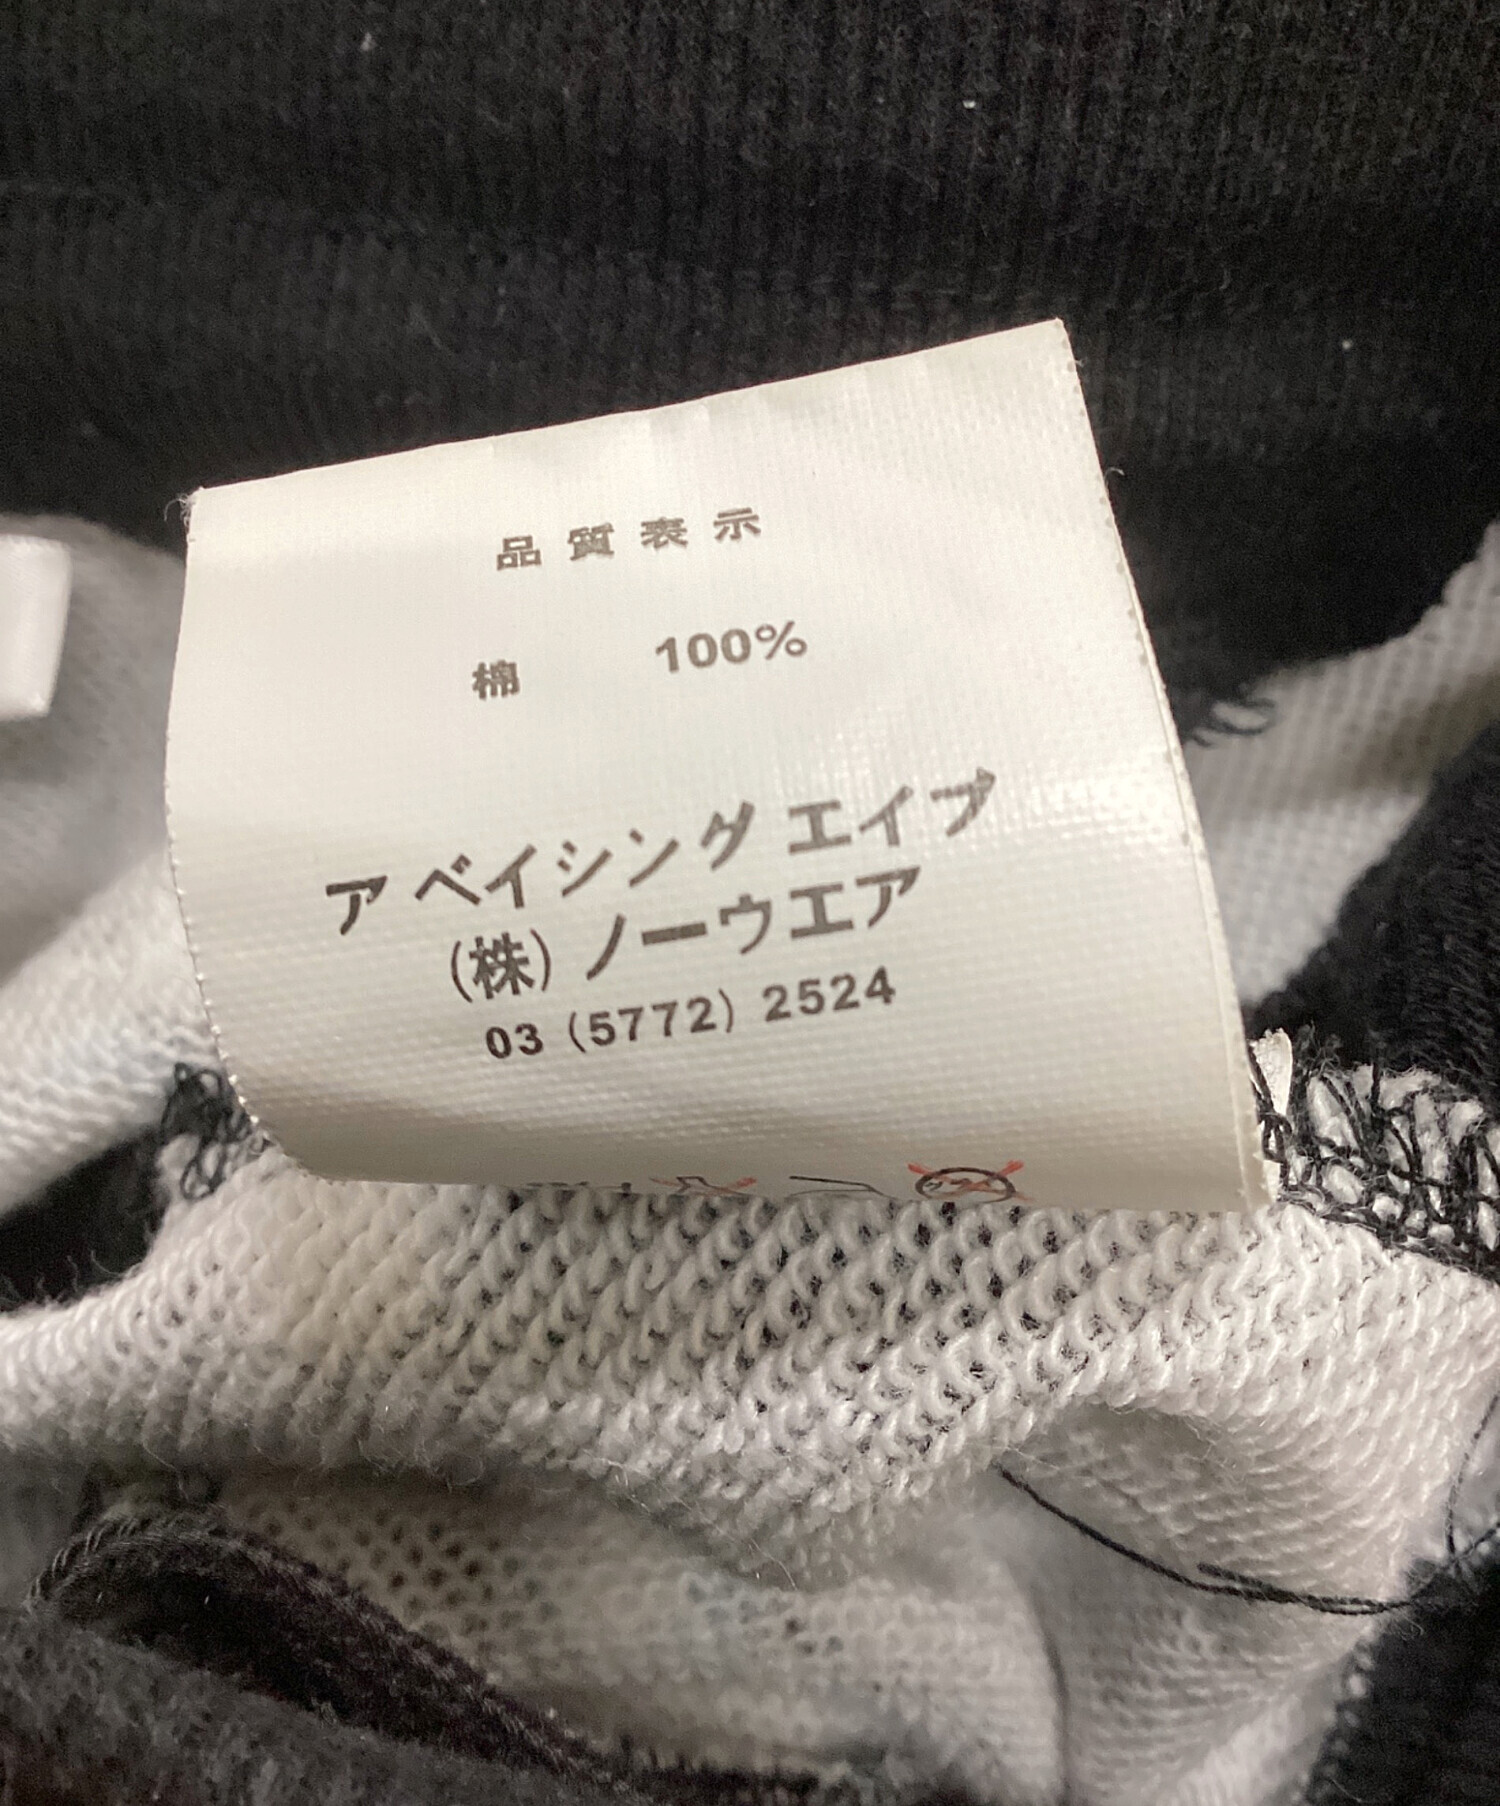 品質表示
棉 100%
ア ベイシング エイプ
(株) ノーウエア
03 (5772) 2524